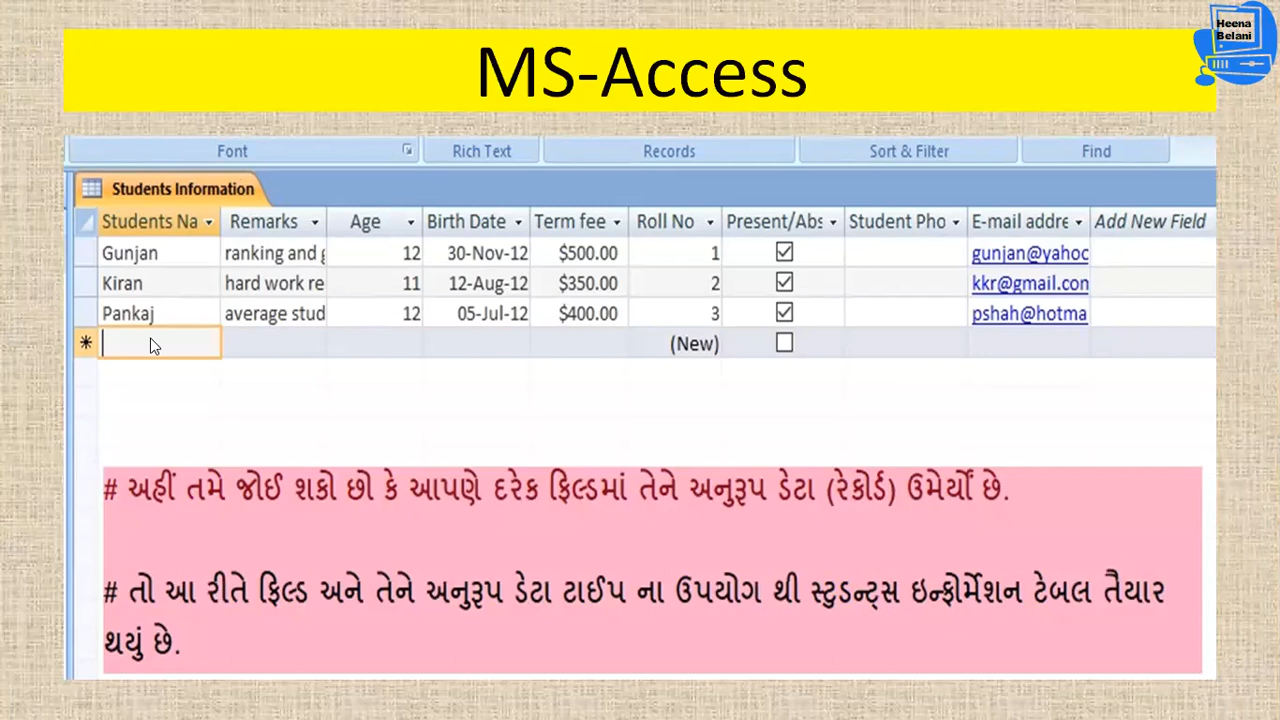 Heena
Belani
MS-Access
Font Rich Text Records Sort & Filter Find
Students Information
Students Na Remarks Age Birth Date Term fee Roll No Present/Abs Student Pho E-mail addre Add New Field
Gunjan ranking and g 12 30-Nov-12 $500.00 1 gunjan@yahoc
Kiran hard work re 11 12-Aug-12 $350.00 2 kkr@gmail.con
Pankaj average stud 12 05-Jul-12 $400.00 3 pshah@hotma
(New)
# અહીં તમે જોઈ શકો છો કે આપણે દરેક ફિલ્ડમાં તેને અનુરૂપ ડેટા (રેકોર્ડ) ઉમેર્યો છે.
# તો આ રીતે ફિલ્ડ અને તેને અનુરૂપ ડેટા ટાઈપ ના ઉપયોગ થી સ્ટુડન્ટ્સ ઇન્ફોર્મેશન ટેબલ તૈયાર
થયું છે.